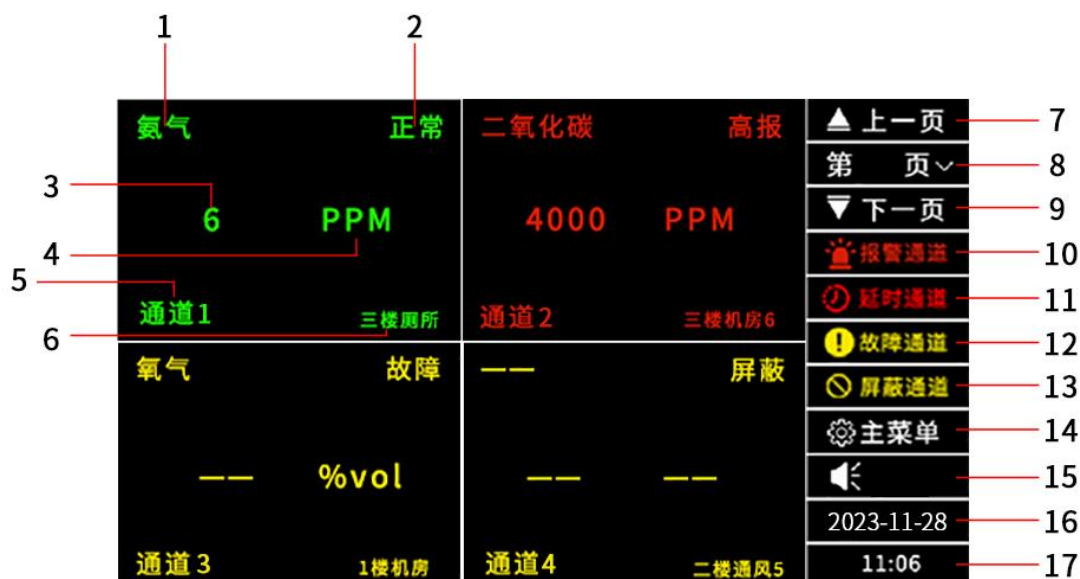 1
2
氨气
正常
3
6
PPM
4
5
通道1
三楼厕所
6
二氧化碳
高报
4000
PPM
通道2
三楼机房6
氧气
故障
——
%vol
通道3
1楼机房
——
屏蔽
——
——
通道4
二楼通风5
上一页
7
第 页
8
下一页
9
报警通道
10
延时通道
11
故障通道
12
屏蔽通道
13
主菜单
14
15
2023-11-28
16
11:06
17